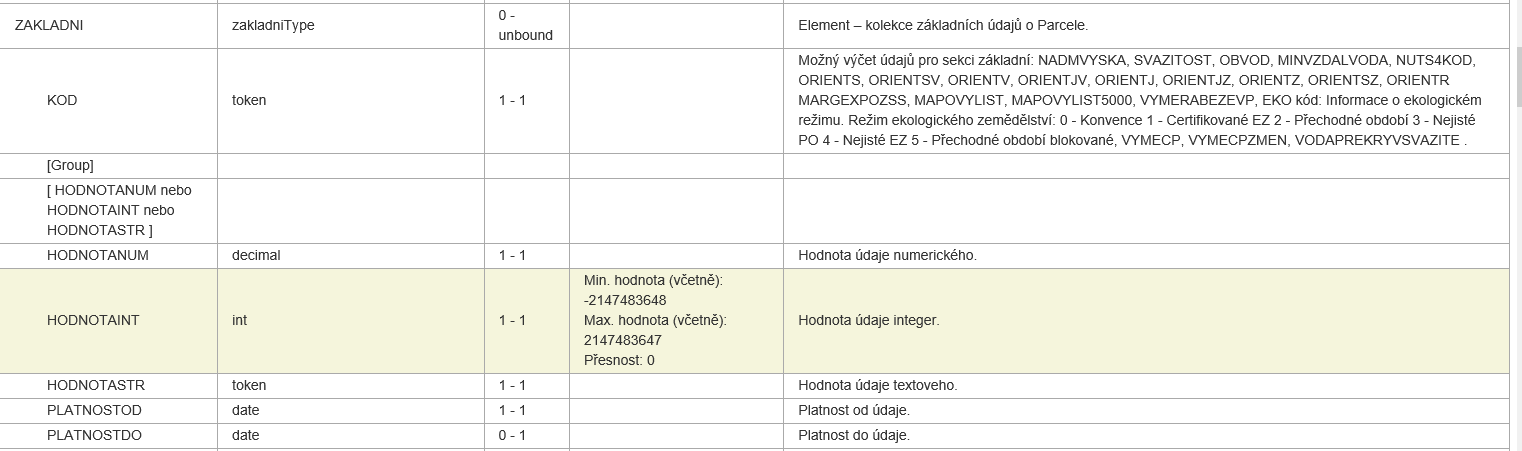 ZAKLADNI zakladniType 0 - unbound Element – kolekce základních údajů o Parcele.
KOD token 1 - 1 Možný výčet údajů pro sekci základní: NADMVYSKA, SVAZITOST, OBVOD, MINVZDALVODA, NUTS4KOD,
ORIENTS, ORIENTSV, ORIENTV, ORIENTJV, ORIENTJ, ORIENTJZ, ORIENTZ, ORIENTSZ, ORIENTR
MARGEXPOZSS, MAPOVYLIST, MAPOVYLIST5000, VYMERABEZEVP, EKO kód: Informace o ekologickém
režimu. Režim ekologického zemědělství: 0 - Konvence 1 - Certifikované EZ 2 - Přechodné období 3 - Nejisté
PO 4 - Nejisté EZ 5 - Přechodné období blokované, VYMECP, VYMECPZMEN, VODAPREKRYVSVAZITE .
[Group]
[ HODNOTANUM nebo
HODNOTAINT nebo
HODNOTASTR ]
HODNOTANUM decimal 1 - 1 Hodnota údaje numerického.
HODNOTAINT int 1 - 1 Min. hodnota (včetně):
-2147483648
Max. hodnota (včetně):
2147483647
Přesnost: 0
Hodnota údaje integer.
HODNOTASTR token 1 - 1 Hodnota údaje textoveho.
PLATNOSTOD date 1 - 1 Platnost od údaje.
PLATNOSTDO date 0 - 1 Platnost do údaje.